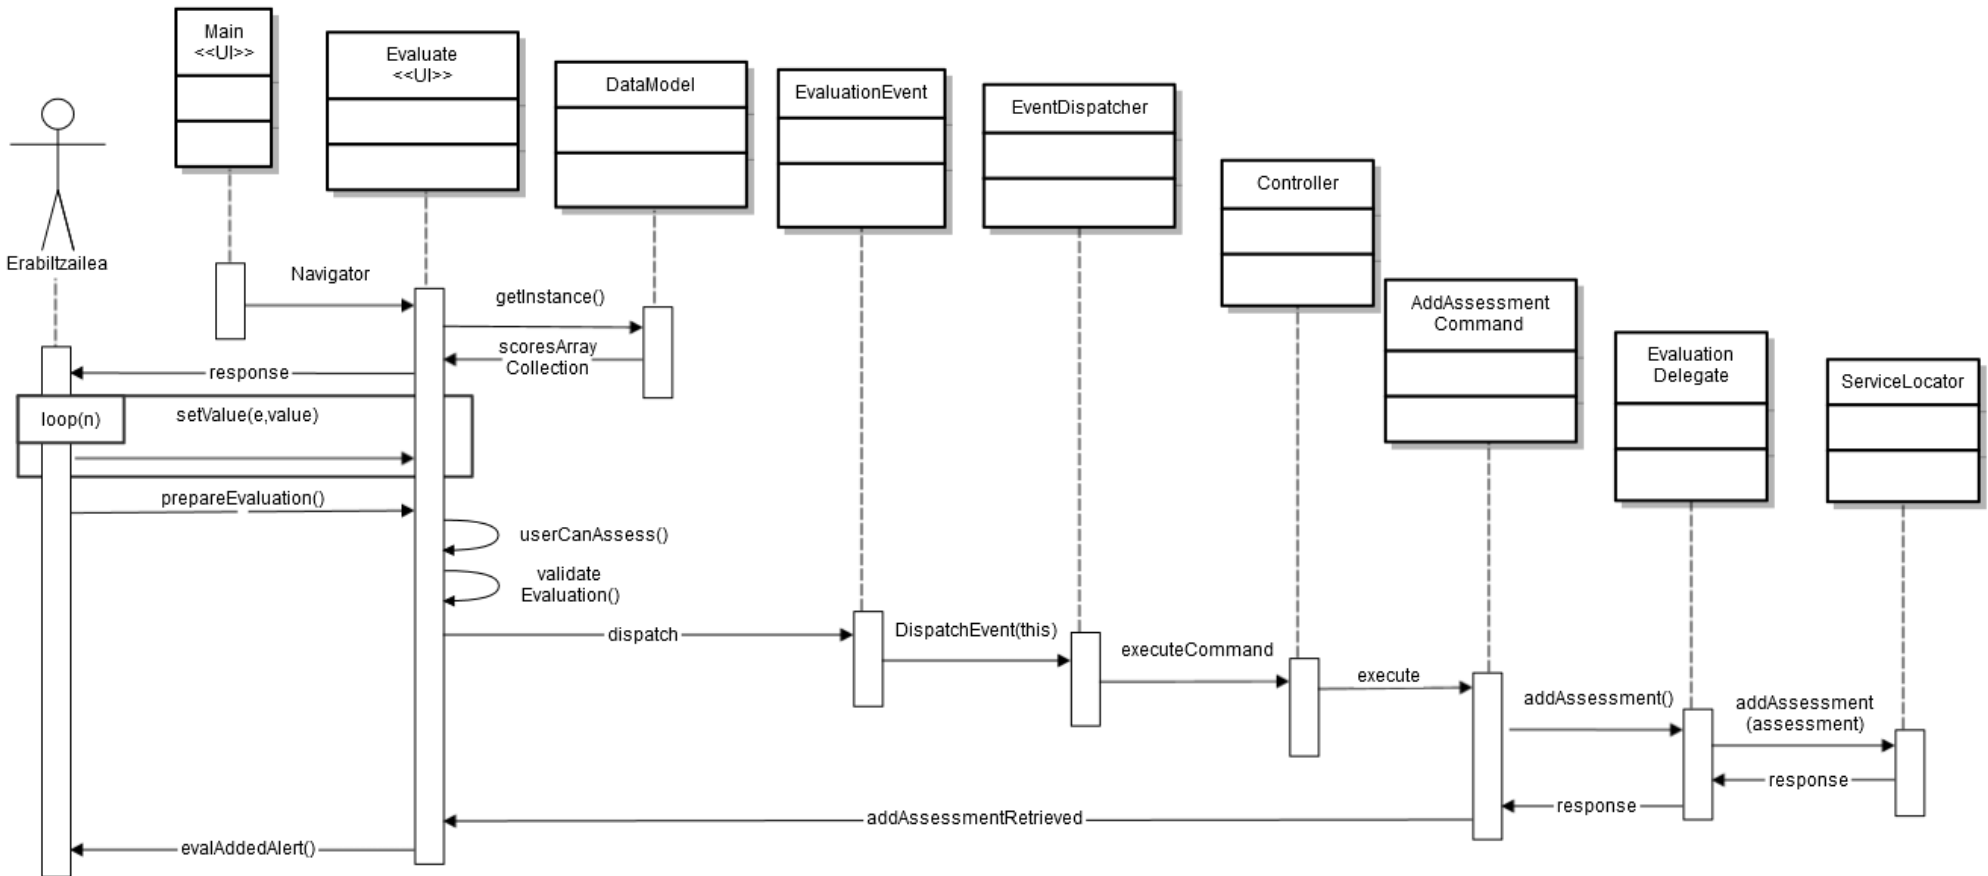 Main
<<UI>>
Evaluate
<<UI>>
DataModel
EvaluationEvent
EventDispatcher
Controller
AddAssessment
Command
Evaluation
Delegate
ServiceLocator
Erabiltzailea
Navigator
getInstance()
scoresArray
Collection
response
loop(n)
setValue(e,value)
prepareEvaluation()
userCanAssess()
validate
Evaluation()
dispatch
DispatchEvent(this)
executeCommand
execute
addAssessment()
addAssessment
(assessment)
response
response
addAssessmentRetrieved
evalAddedAlert()